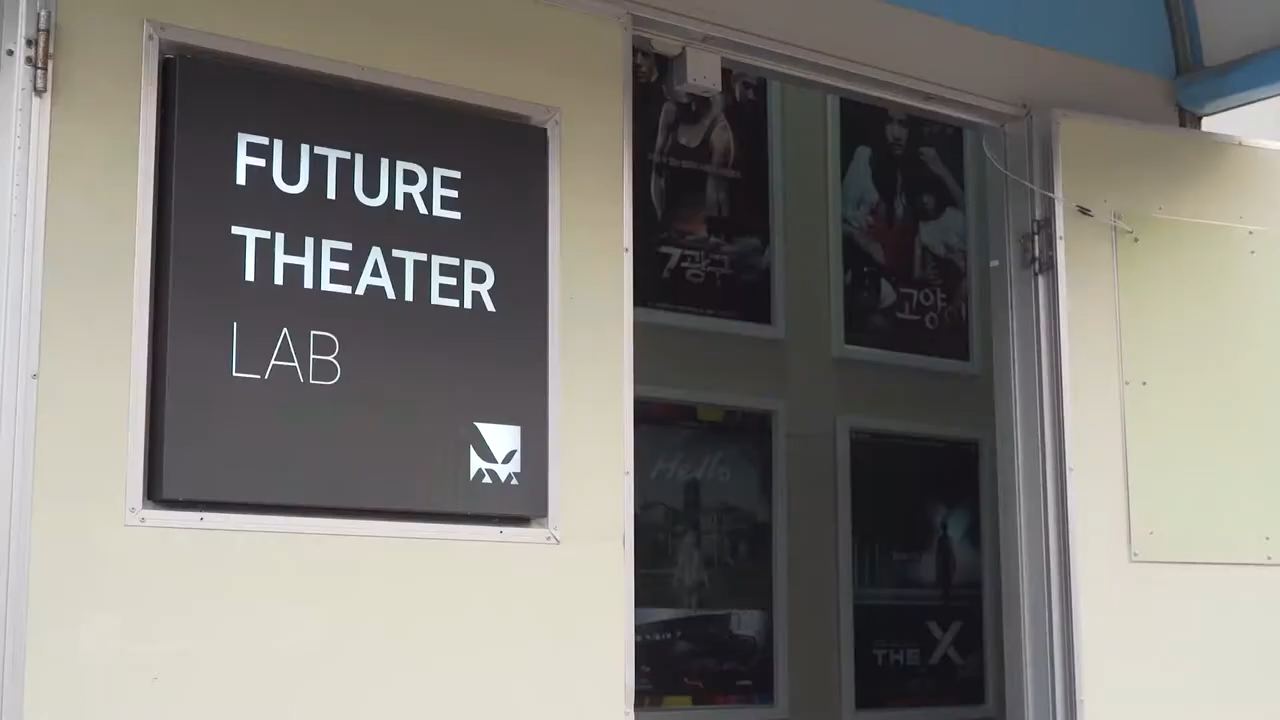 FUTURE
THEATER
LAB
7광구
고양이
Hello
THE X